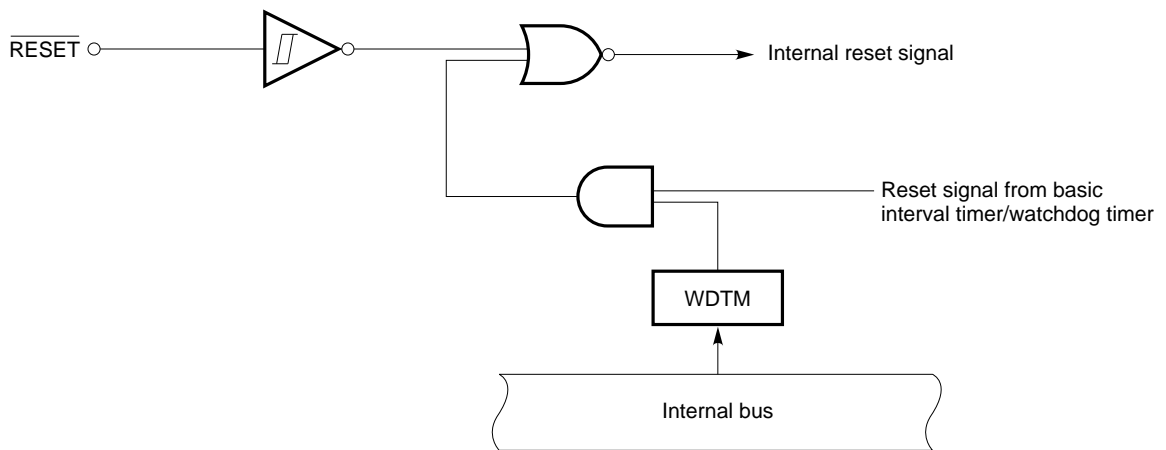 RESET
Internal reset signal
Reset signal from basic
interval timer/watchdog timer
WDTM
Internal bus